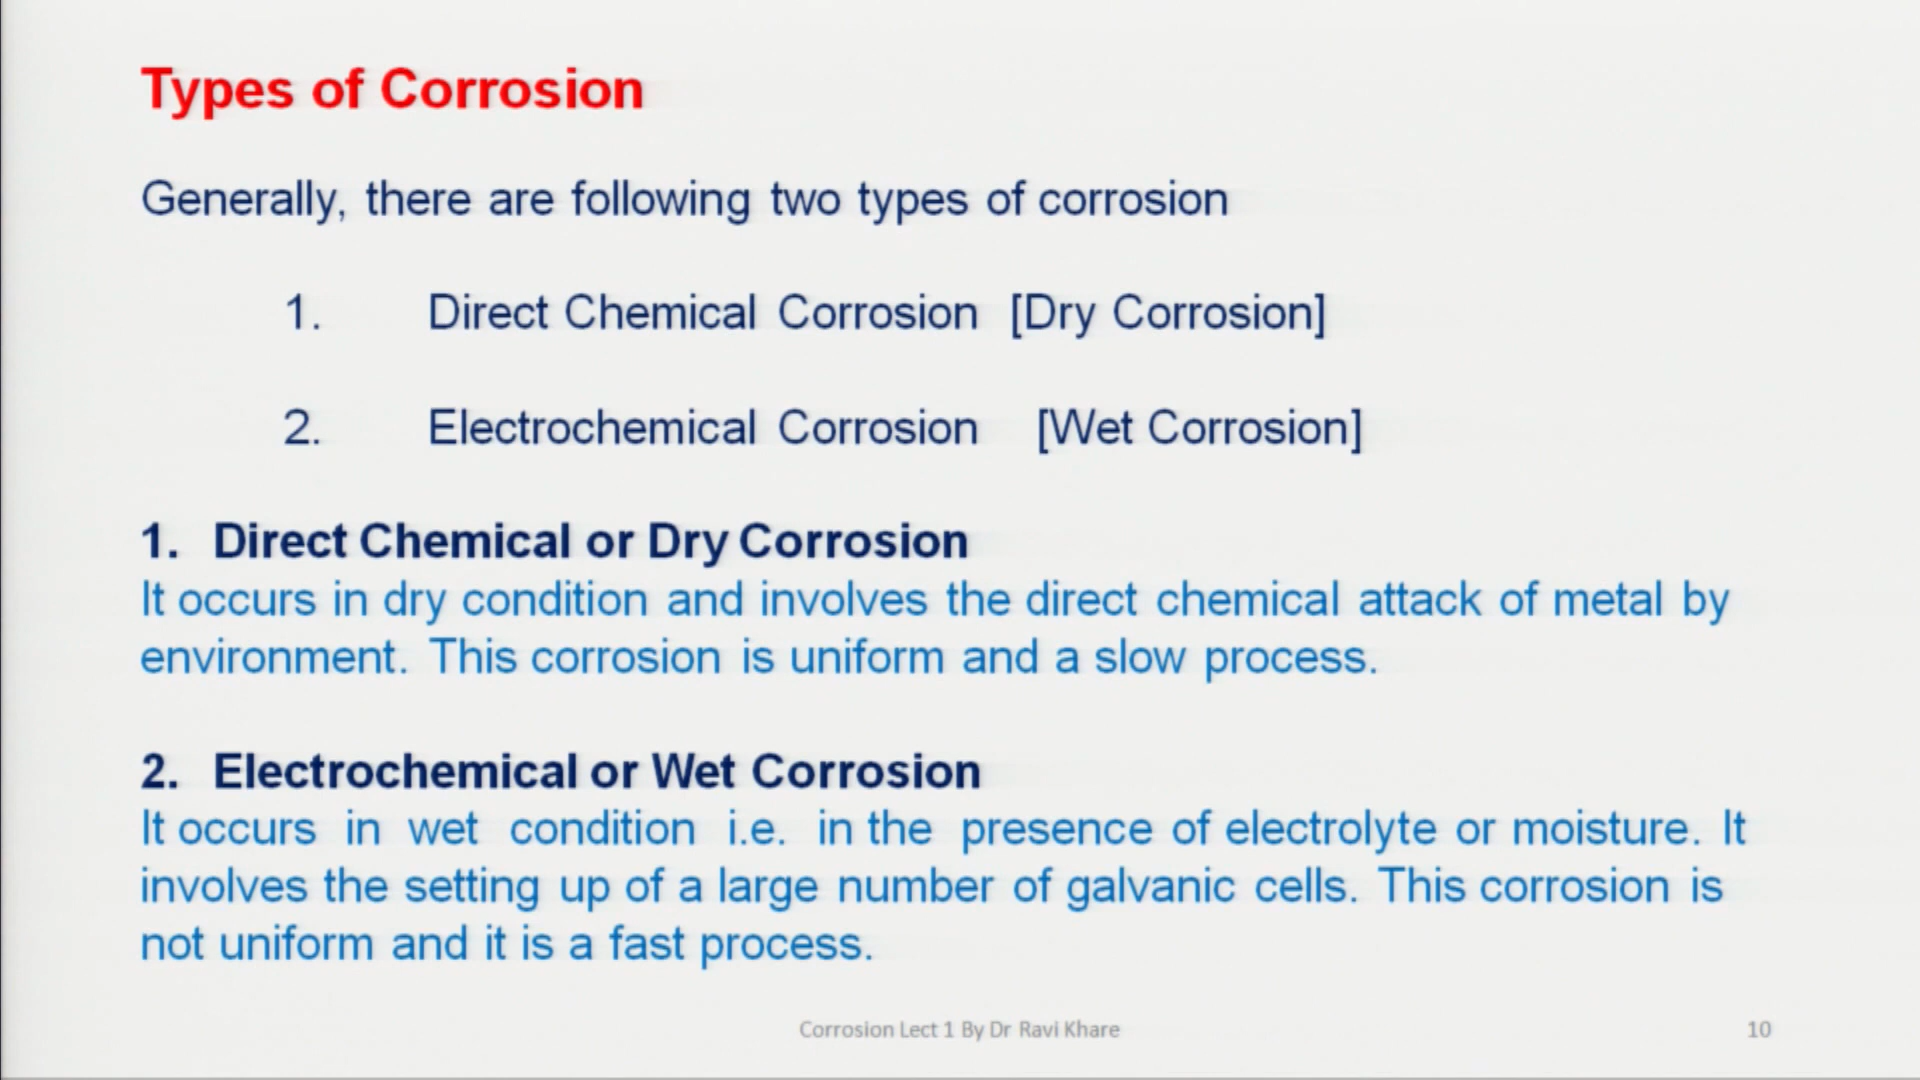 Types of Corrosion
Generally, there are following two types of corrosion
1. Direct Chemical Corrosion [Dry Corrosion]
2. Electrochemical Corrosion [Wet Corrosion]
1. Direct Chemical or Dry Corrosion
It occurs in dry condition and involves the direct chemical attack of metal by
environment. This corrosion is uniform and a slow process.
2. Electrochemical or Wet Corrosion
It occurs in wet condition i.e. in the presence of electrolyte or moisture. It
involves the setting up of a large number of galvanic cells. This corrosion is
not uniform and it is a fast process.
Corrosion Lect 1 By Dr Ravi Khare
10